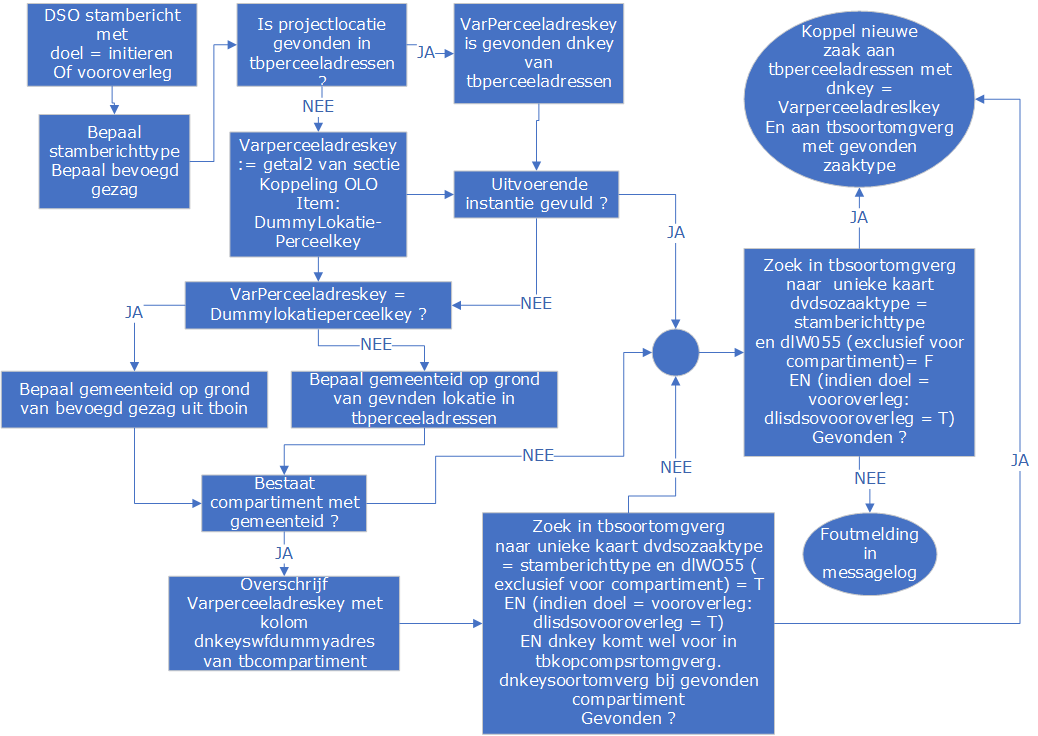 DSO stambericht
met
doel = initieren
Of vooroverleg
Bepaal
stamberichttype
Bepaal bevoegd
gezag
Is projectlocatie
gevonden in
tbperceeladressen
?
JA
NEE
VarPerceeladreskey
is gevonden dnkey
van
tbperceeladressen
Varperceeladreskey
:= getal2 van sectie
Koppeling OLO
Item:
DummyLokatie-
Perceelkey
Uitvoerende
instantie gevuld ?
JA
NEE
VarPerceeladreskey =
Dummylokatieperceelkey ?
JA
NEE
Bepaal gemeenteid op grond
van bevoegd gezag uit tboin
Bepaal gemeenteid op grond
van gevnden lokatie in
tbperceeladressen
Bestaat
compartiment met
gemeenteid ?
NEE
JA
Overschrijf
Varperceeladreskey met
kolom
dnkeyswfdummyadres
van tbcompartiment
Zoek in tbsoortomgverg
naar unieke kaart dvdsozaaktype
= stamberichttype en dlWO55 (
exclusief voor compartiment) = T
EN (indien doel = vooroverleg:
dlisdsovooroverleg = T)
EN dnkey komt wel voor in
tbkopcompsrtomgverg.
dnkeysoortomverg bij gevonden
compartiment
Gevonden ?
NEE
JA
Zoek in tbsoortomgverg
naar unieke kaart
dvdsozaaktype =
stamberichttype
en dlW055 (exclusief voor
compartiment)= F
EN (indien doel =
vooroverleg:
dlisdsovooroverleg = T)
Gevonden ?
JA
NEE
Koppel nieuwe
zaak aan
tbperceeladressen met
dnkey =
Varperceeladreslkey
En aan tbsoortomgverg
met gevonden
zaaktype
Foutmelding
in
messagelog